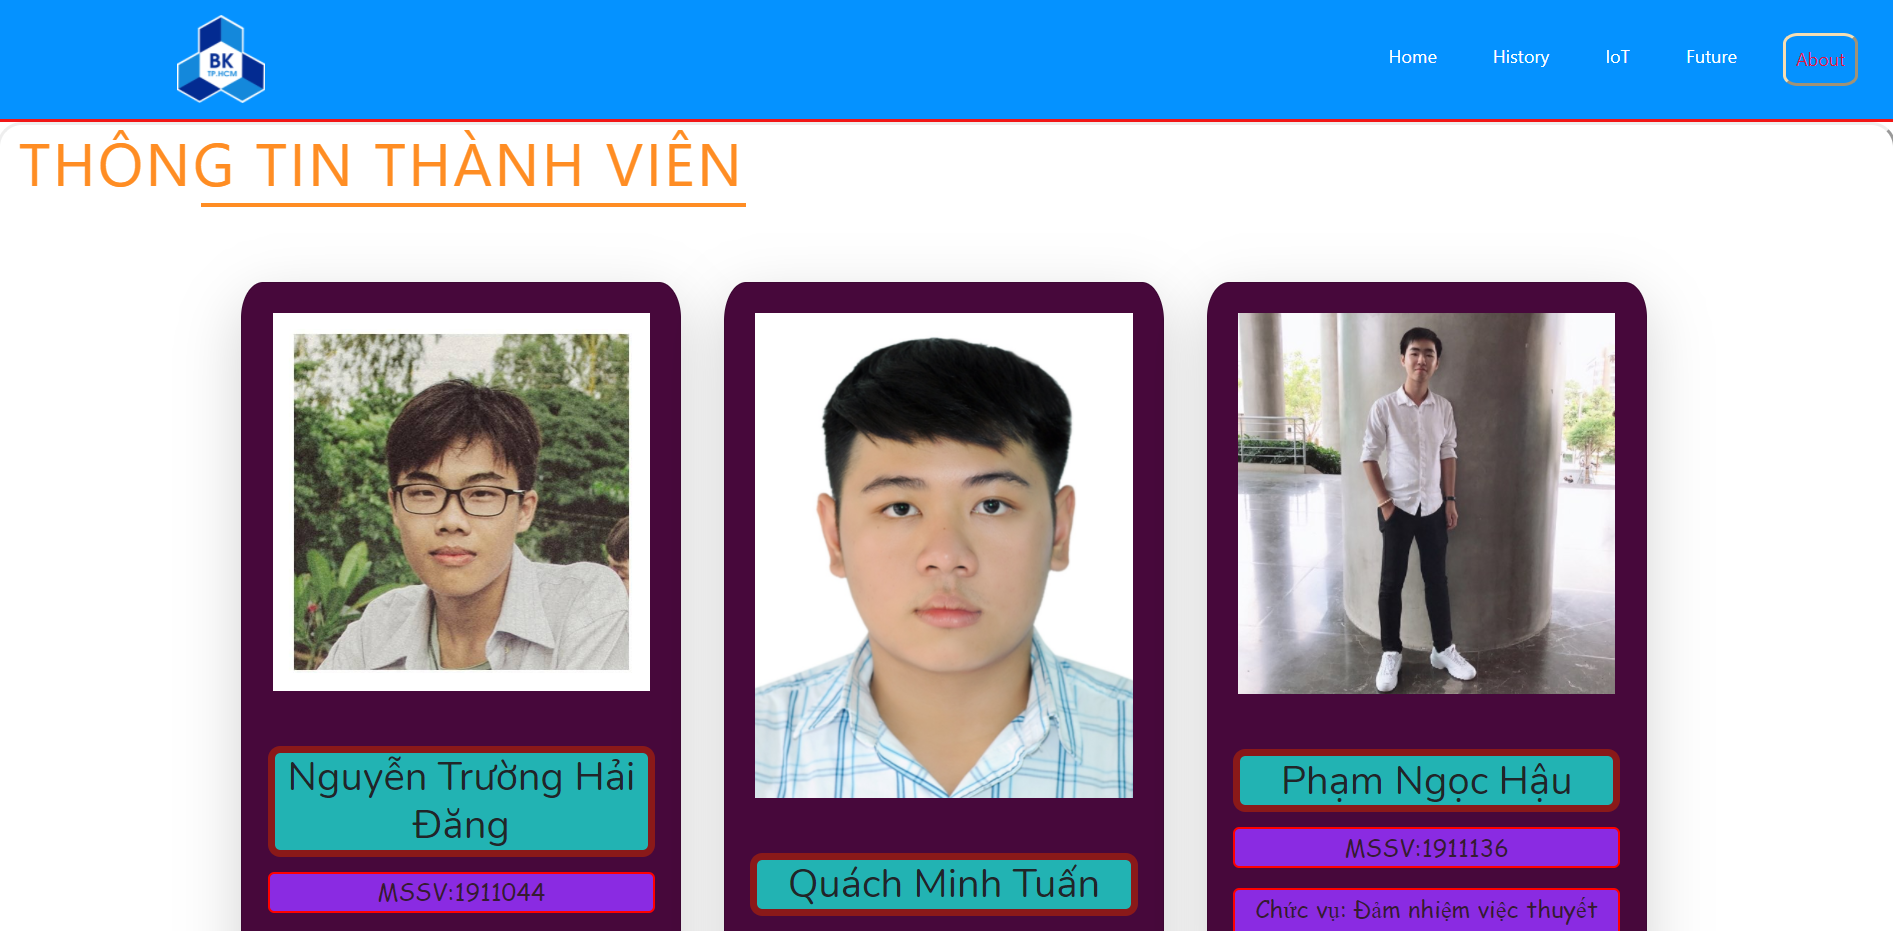 BK
TP.HCM
Home
History
IoT
Future
About
THÔNG TIN THÀNH VIÊN
Nguyễn Trường Hải
Đăng
MSSV:1911044
Quách Minh Tuấn
Phạm Ngọc Hậu
MSSV:1911136
Chức vụ: Đảm nhiệm việc thuyết